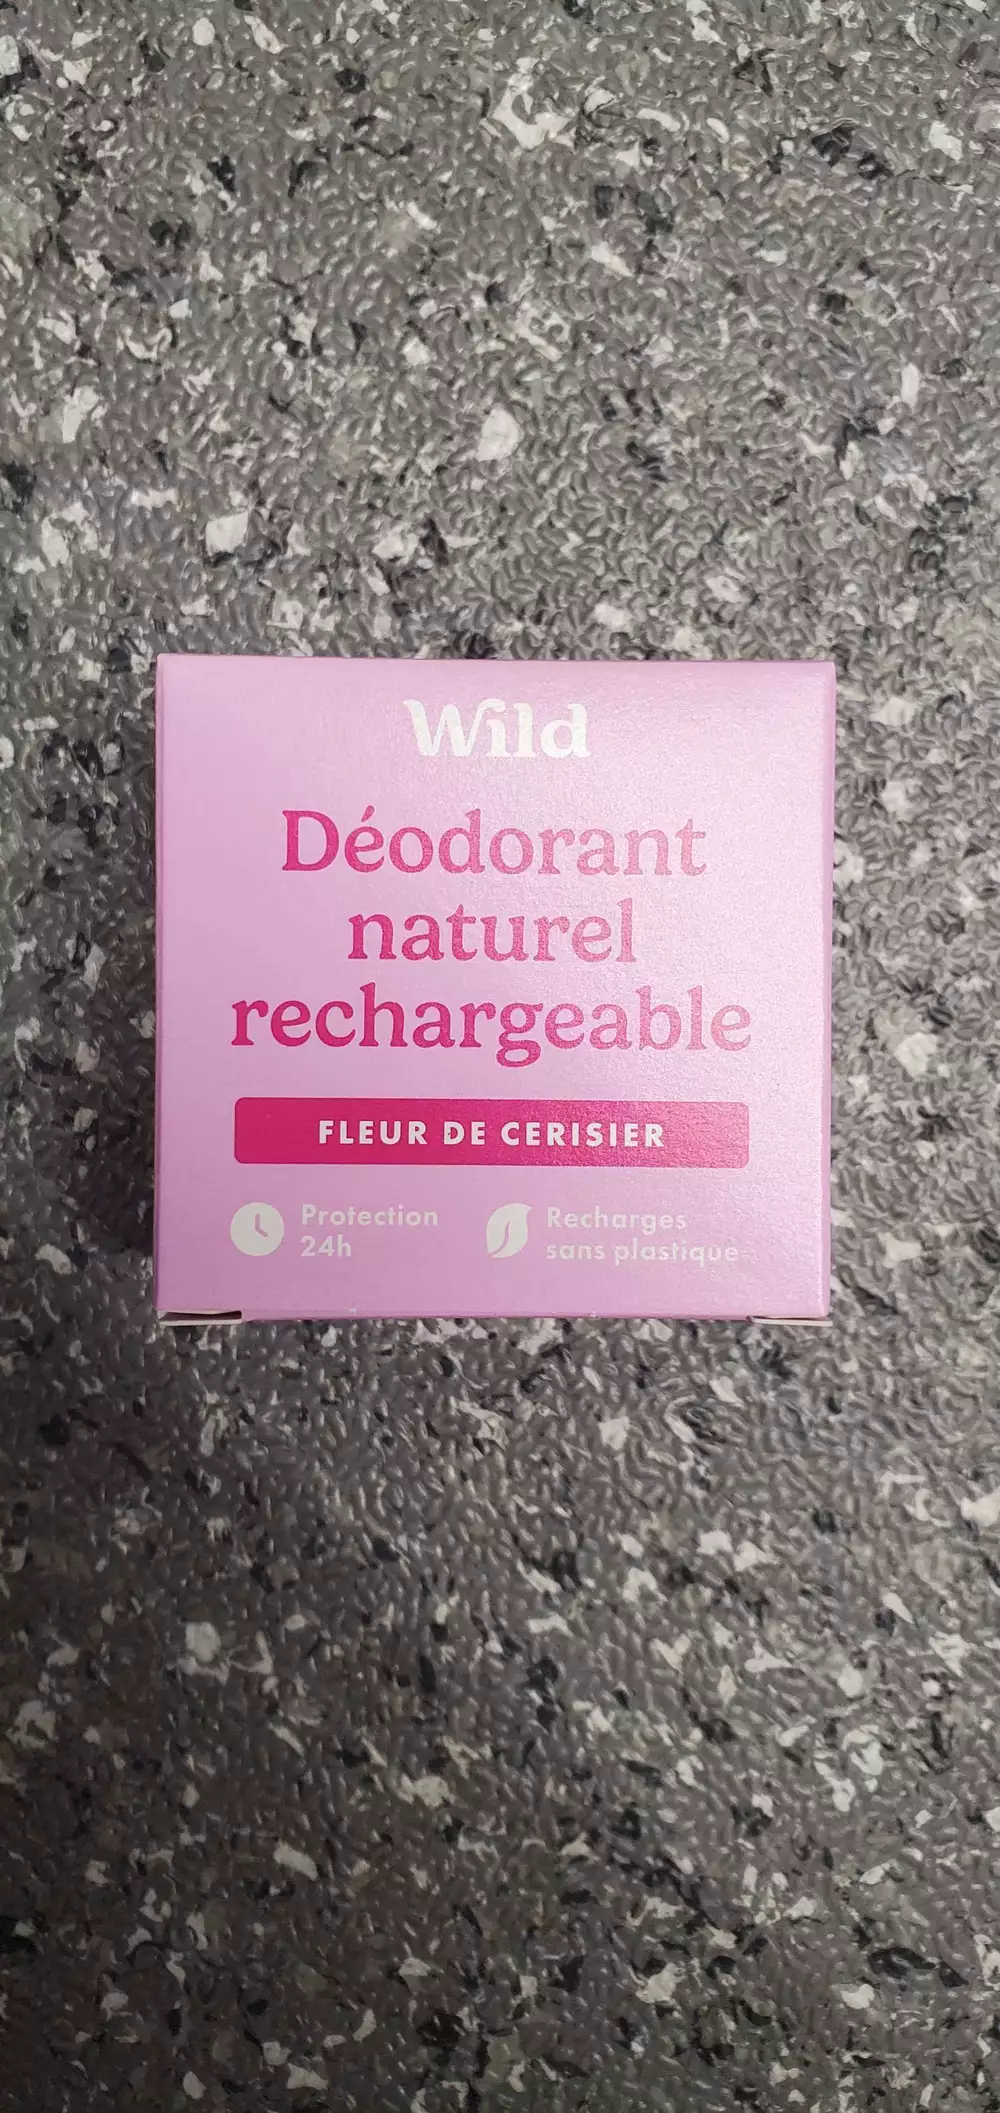 Wild
Déodorant
naturel
rechargeable
FLEUR DE CERISIER
Protection
24h
Recharges
sans plastique